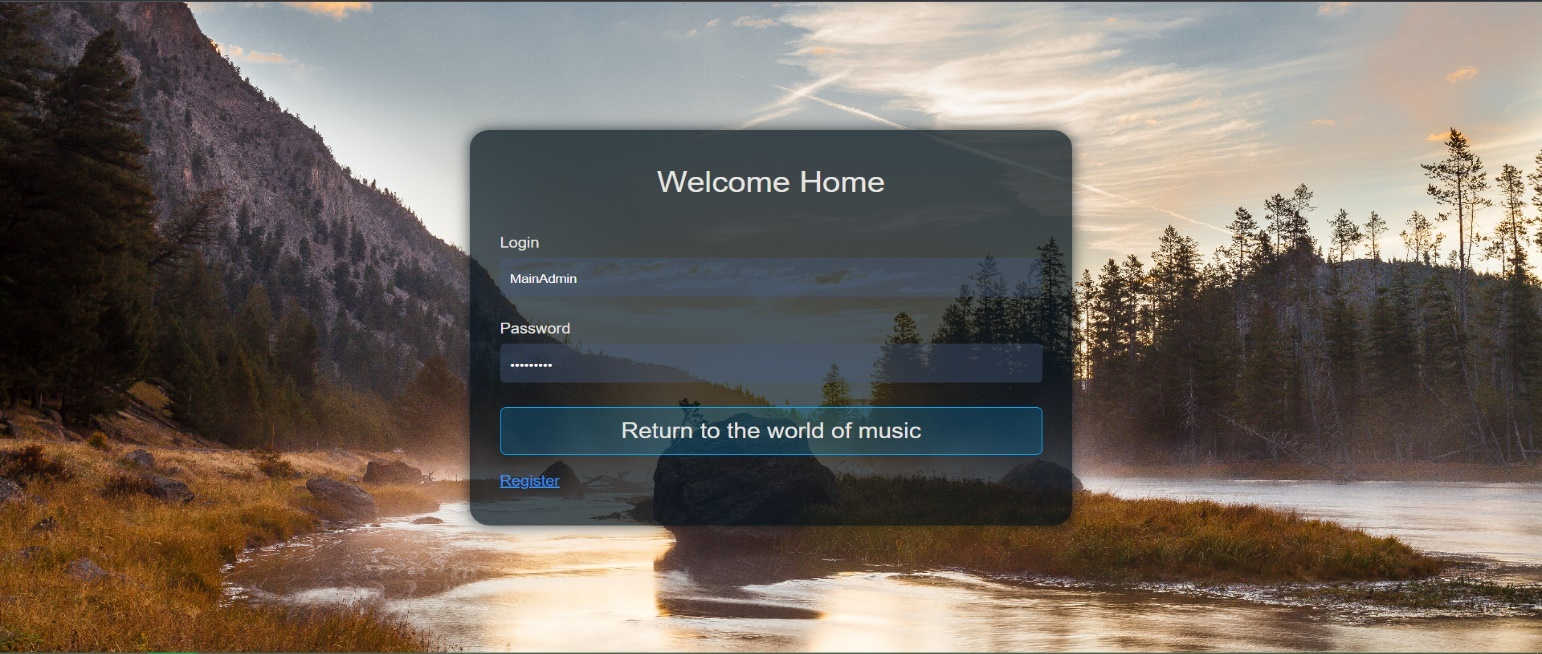 Welcome Home
Login
MainAdmin
Password
•••••••••
Return to the world of music
Register